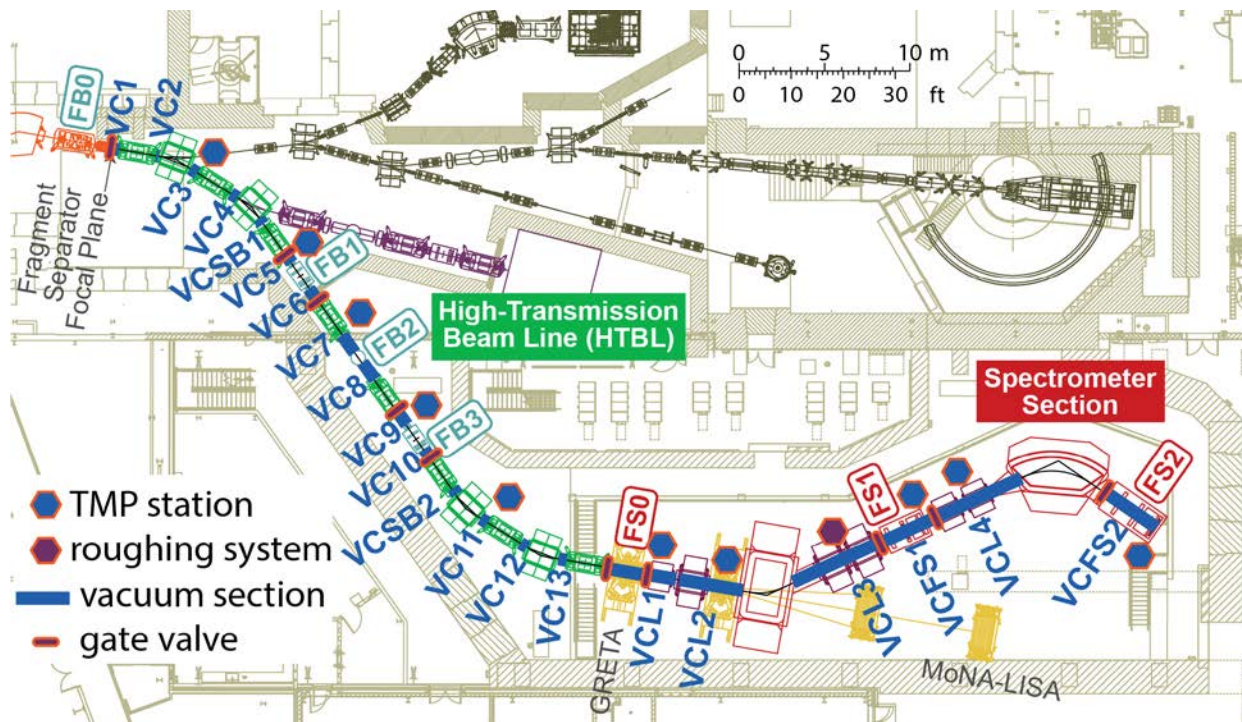 0 5 10 m
0 10 20 30 ft
FB0
VC1
VC2
Fragment
Separator
Focal Plane
VC3
VC4
VCSB1
VC5
FB1
VC6
FB2
VC7
VC8
High-Transmission
Beam Line (HTBL)
VC9
FB3
VC10
VCSB2
VC11
VC12
VC13
Spectrometer
Section
FS0
FS1
FS2
VCL1
VCL2
VCL3
VCFS1
VCL4
VCFS2
GRETA
MoNA-LISA
TMP station
roughing system
vacuum section
gate valve